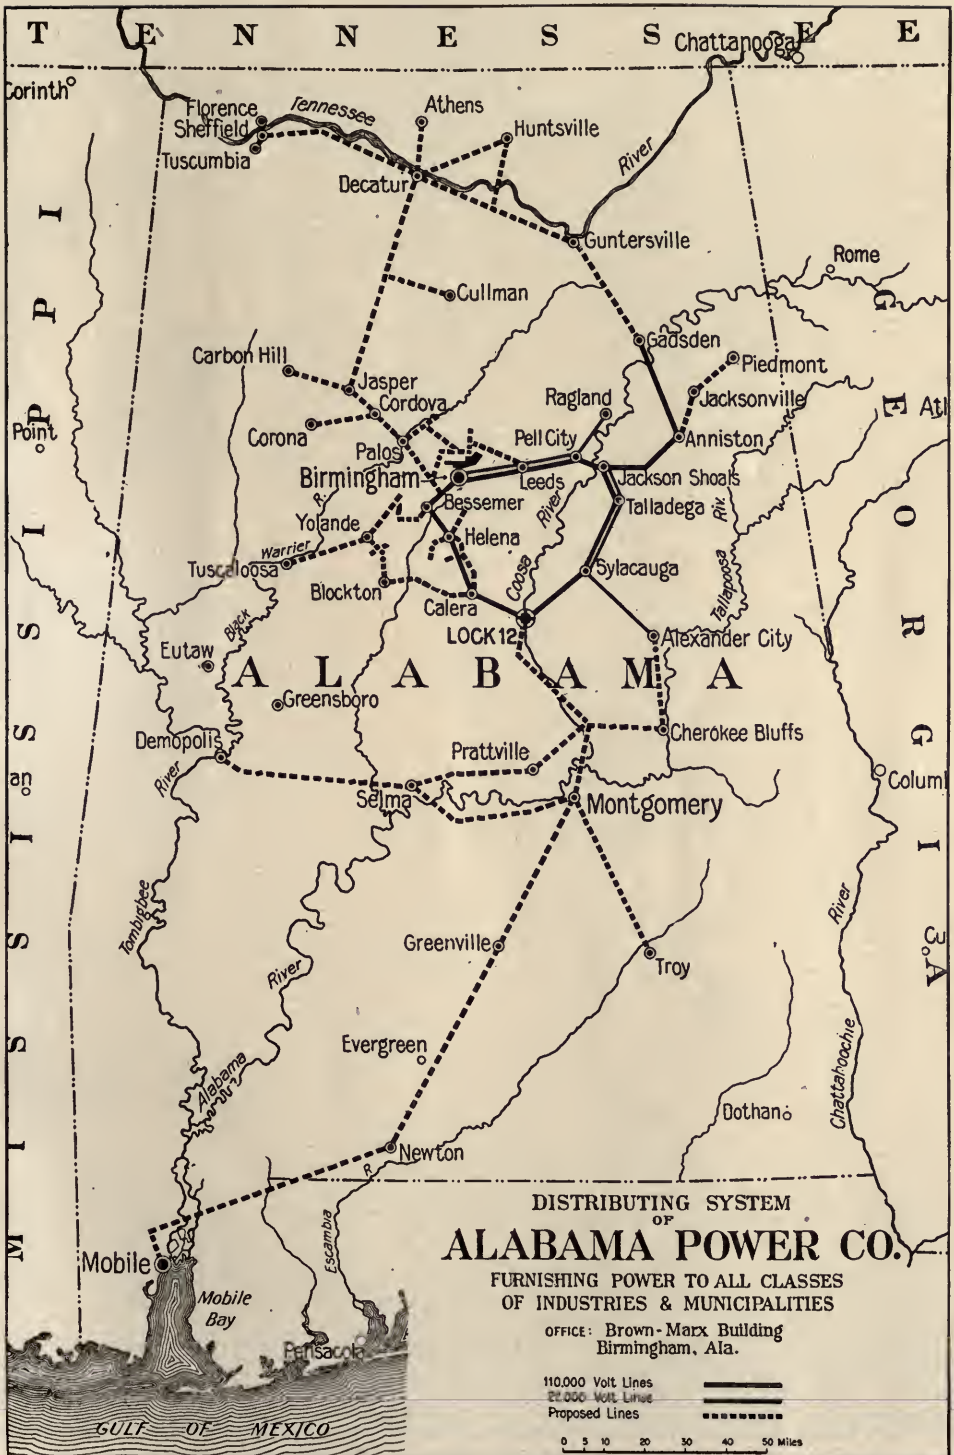 T E N N E S S E E
Chattanooga
Corinth
Florence
Sheffield
Tuscumbia
Tennessee
Athens
Huntsville
River
Decatur
Guntersville
Rome
Cullman
Gadsden
Carbon Hill
Jasper
Cordova
Piedmont
Jacksonville
Ragland
Corona
Palos
Pell City
Anniston
Atl
Point
Birmingham
Leeds
Jackson Shoals
Bessemer
River
Talladega
Riv.
R.
Yolande
Helena
Warrier
Tuscaloosa
Coosa
Sylacauga
Tallapoosa
Blockton
Calera
LOCK 12
Black
Alexander City
Eutaw
A L A B A M A
Greensboro
Demopolis
Prattville
Cherokee Bluffs
River
Selma
Montgomery
Colum
an
Tombigbee
River
River
Greenville
Troy
Evergreen
Alabama
Chattahoochie
Dothan
Newton
R.
Escambia
Mobile
Mobile
Bay
Pensacola
GULF OF MEXICO
M I S S I S S I P P I
G E O R G I A
DISTRIBUTING SYSTEM
OF
ALABAMA POWER CO.
FURNISHING POWER TO ALL CLASSES
OF INDUSTRIES & MUNICIPALITIES
OFFICE: Brown-Marx Building
Birmingham, Ala.
110,000 Volt Lines
22,000 Volt Lines
Proposed Lines
0 5 10 20 30 40 50 Miles